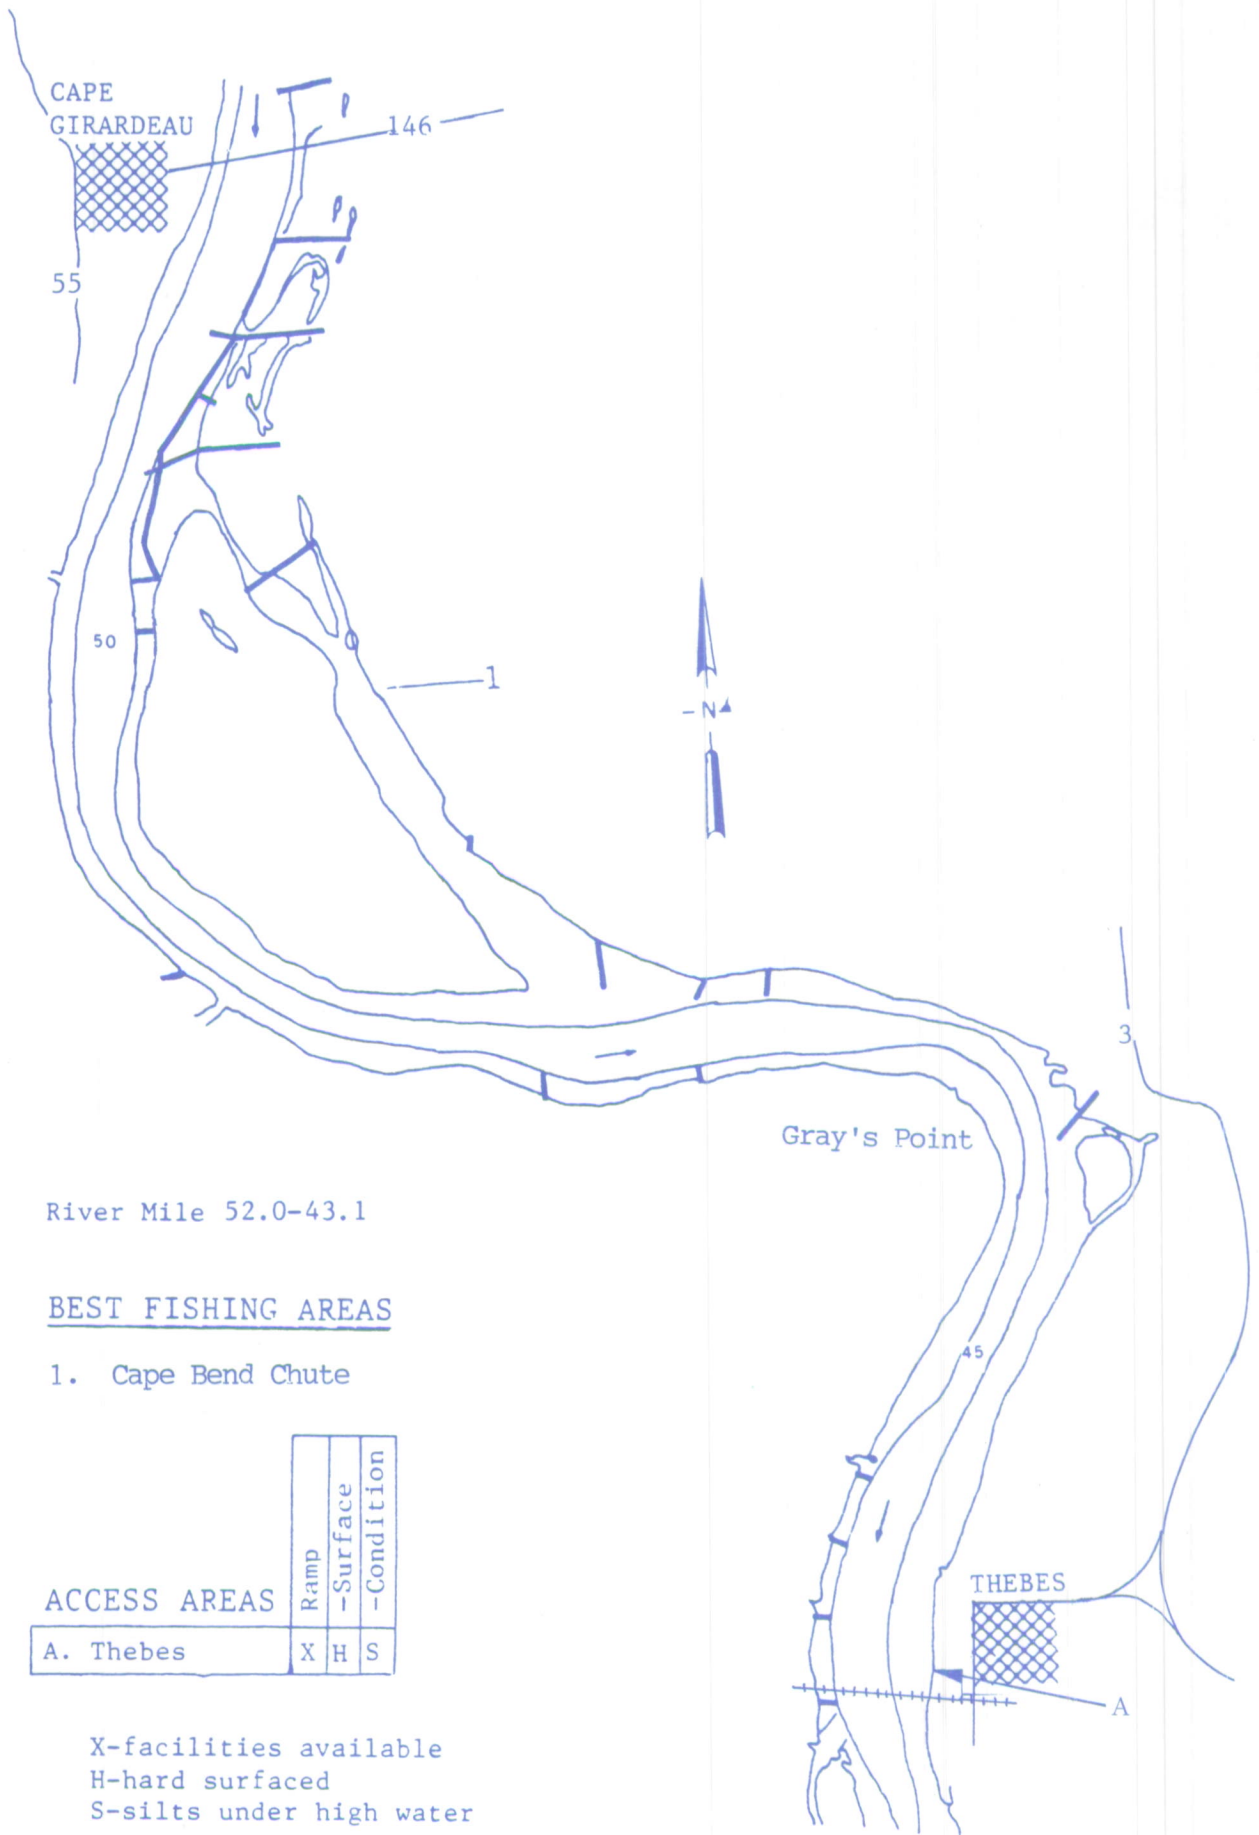 CAPE
GIRARDEAU
146
55
50
1
-N-
3
Gray's Point
River Mile 52.0-43.1
BEST FISHING AREAS
1. Cape Bend Chute
45
ACCESS AREAS Ramp -Surface -Condition
A. Thebes X H S
THEBES
A
X-facilities available
H-hard surfaced
S-silts under high water